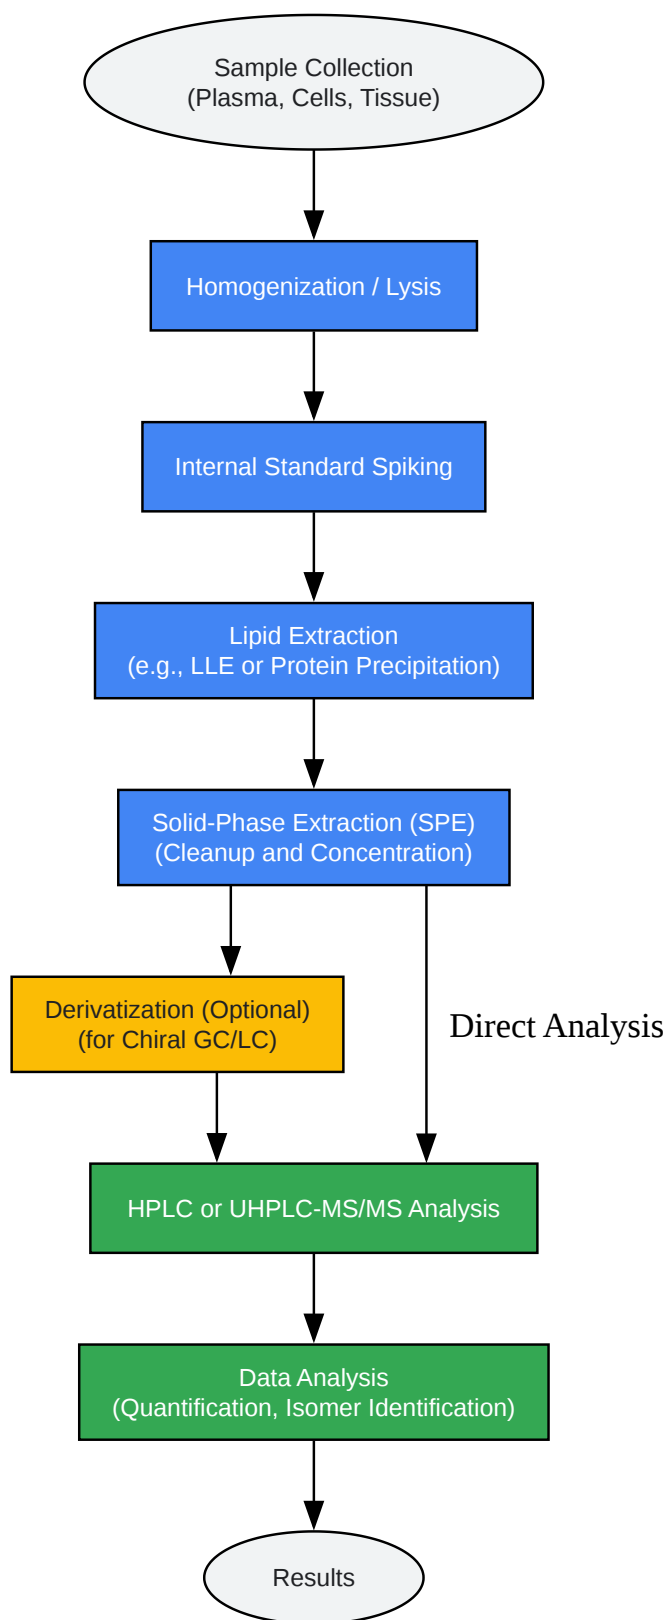 Sample Collection
(Plasma, Cells, Tissue)
Homogenization / Lysis
Internal Standard Spiking
Lipid Extraction
(e.g., LLE or Protein Precipitation)
Solid-Phase Extraction (SPE)
(Cleanup and Concentration)
Derivatization (Optional)
(for Chiral GC/LC)
Direct Analysis
HPLC or UHPLC-MS/MS Analysis
Data Analysis
(Quantification, Isomer Identification)
Results